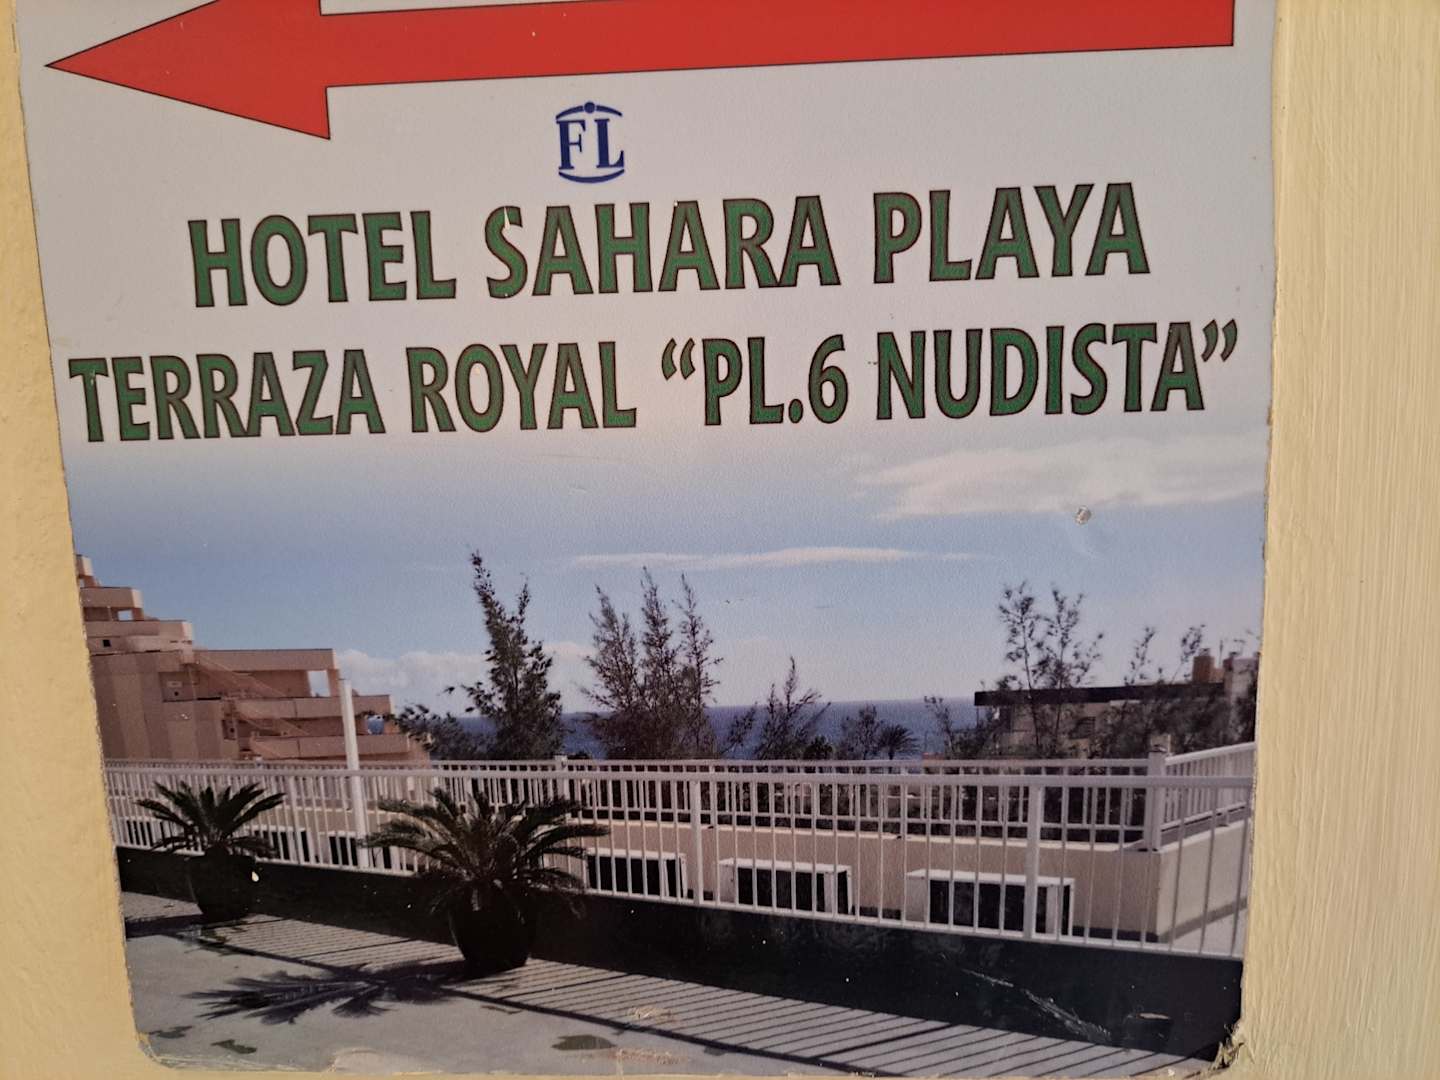 FL
HOTEL SAHARA PLAYA
TERRAZA ROYAL “PL.6 NUDISTA”